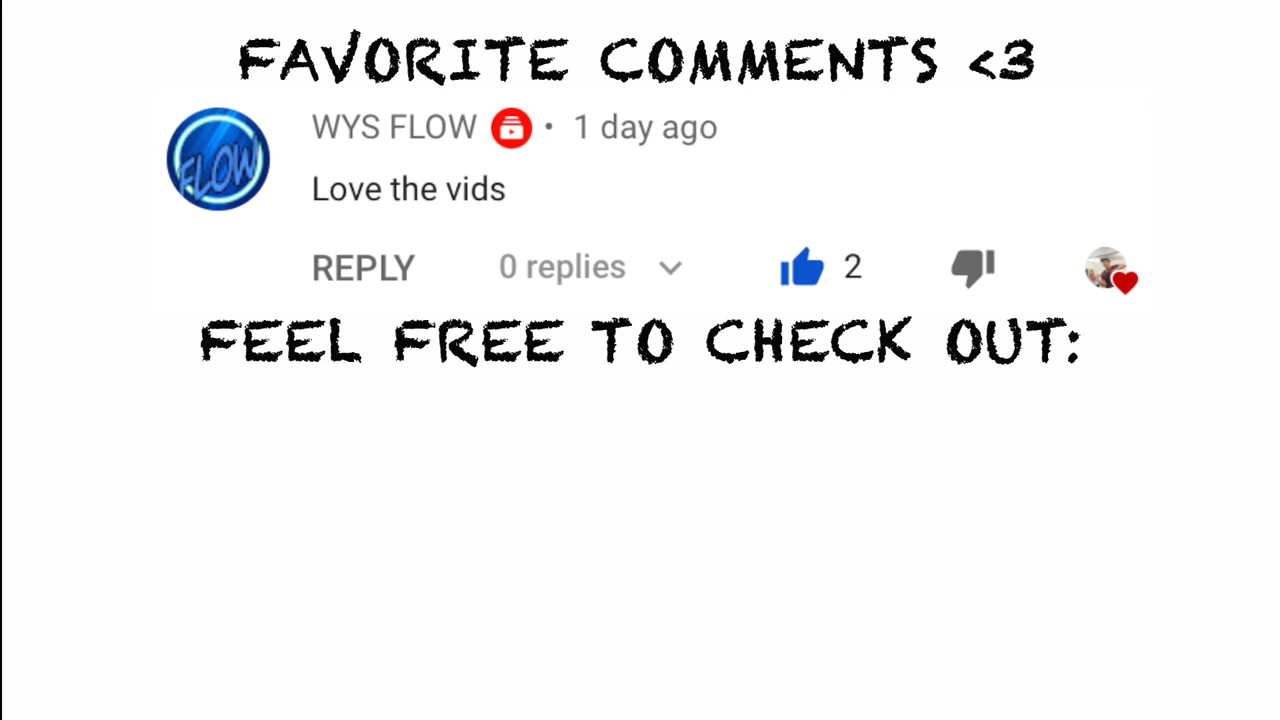 FAVORITE COMMENTS <3
WYS FLOW • 1 day ago
FLOW
Love the vids
REPLY 0 replies 2
FEEL FREE TO CHECK OUT: